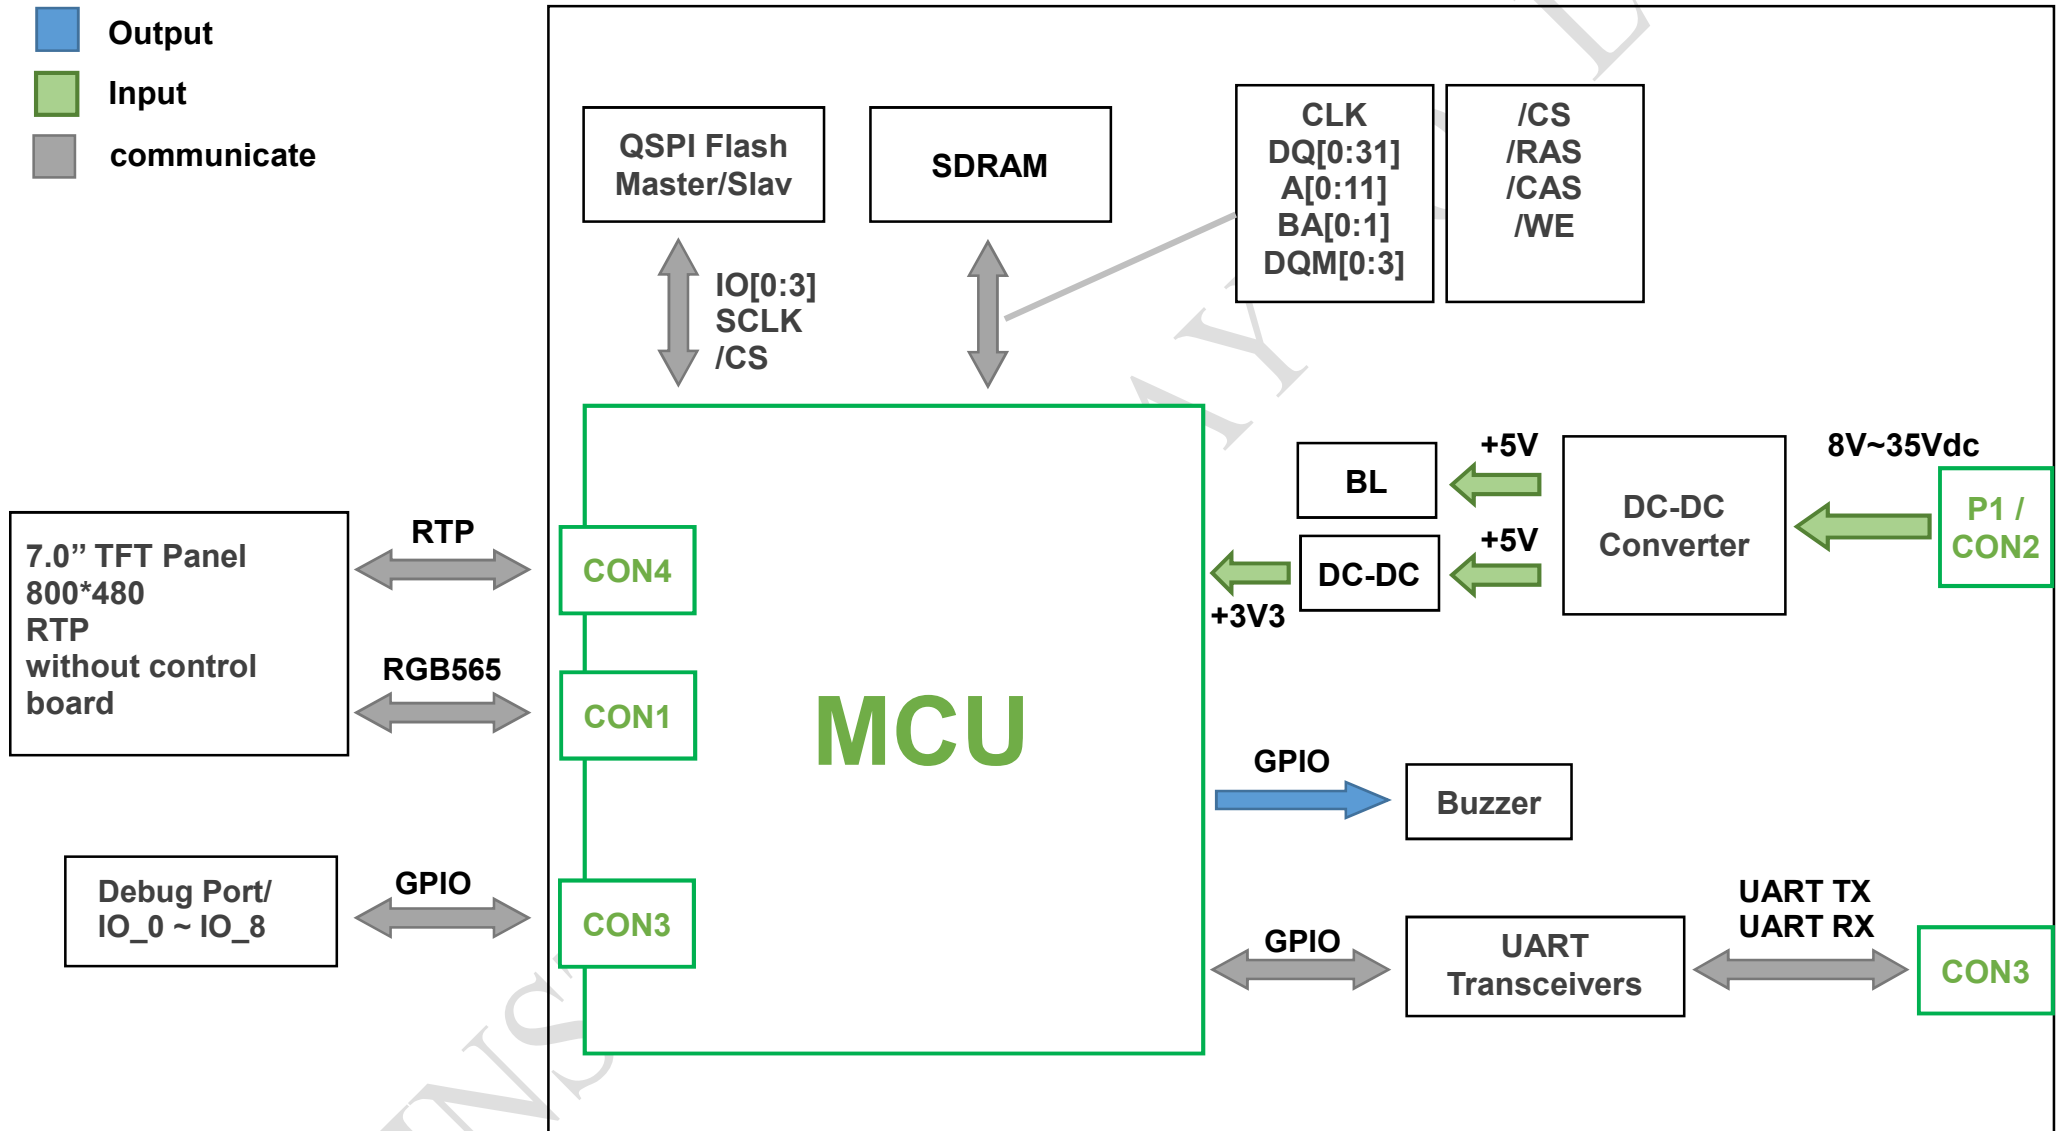 Output
Input
communicate
QSPI Flash
Master/Slav
SDRAM
CLK
DQ[0:31]
A[0:11]
BA[0:1]
DQM[0:3]
/CS
/RAS
/CAS
/WE
IO[0:3]
SCLK
/CS
BL
+5V
DC-DC
Converter
8V~35Vdc
P1 /
CON2
DC-DC
+5V
+3V3
7.0” TFT Panel
800*480
RTP
without control
board
RTP
CON4
RGB565
CON1
MCU
GPIO
Buzzer
Debug Port/
IO_0 ~ IO_8
GPIO
CON3
GPIO
UART
Transceivers
UART TX
UART RX
CON3